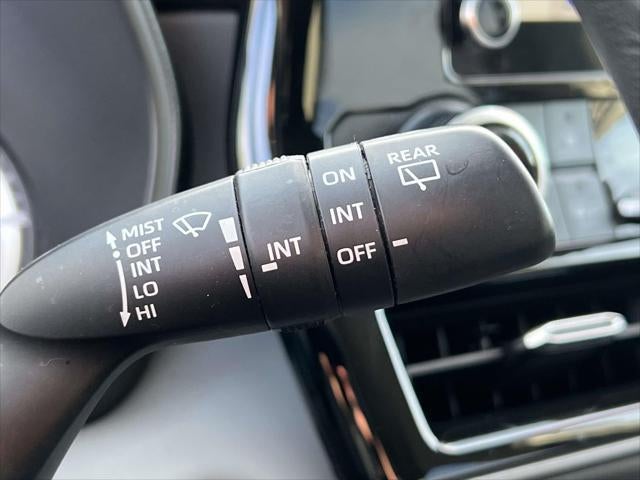 MIST
OFF
INT
LO
HI
INT
ON
INT
OFF
REAR